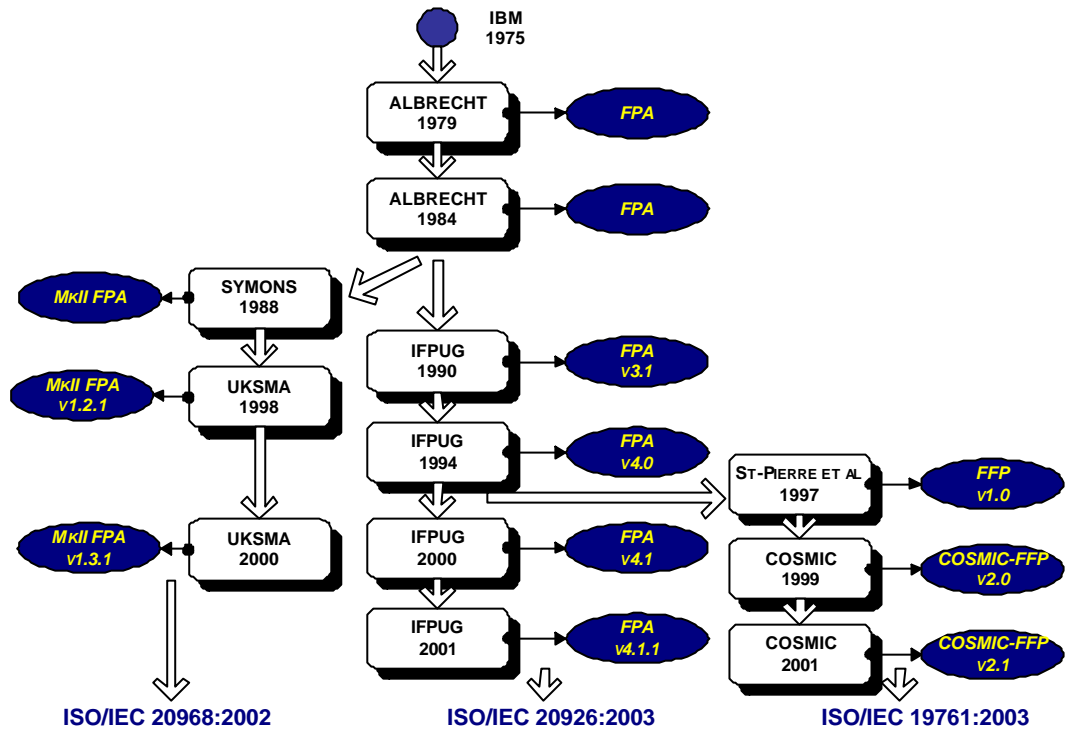 IBM
1975
ALBRECHT
1979
FPA
ALBRECHT
1984
FPA
SYMONS
1988
MKII FPA
IFPUG
1990
FPA
V3.1
UKSMA
1998
MKII FPA
V1.2.1
IFPUG
1994
FPA
V4.0
ST-PIERRE ET AL
1997
FFP
V1.0
UKSMA
2000
MKII FPA
V1.3.1
IFPUG
2000
FPA
V4.1
COSMIC
1999
COSMIC-FFP
V2.0
IFPUG
2001
FPA
V4.1.1
COSMIC
2001
COSMIC-FFP
V2.1
ISO/IEC 20968:2002
ISO/IEC 20926:2003
ISO/IEC 19761:2003